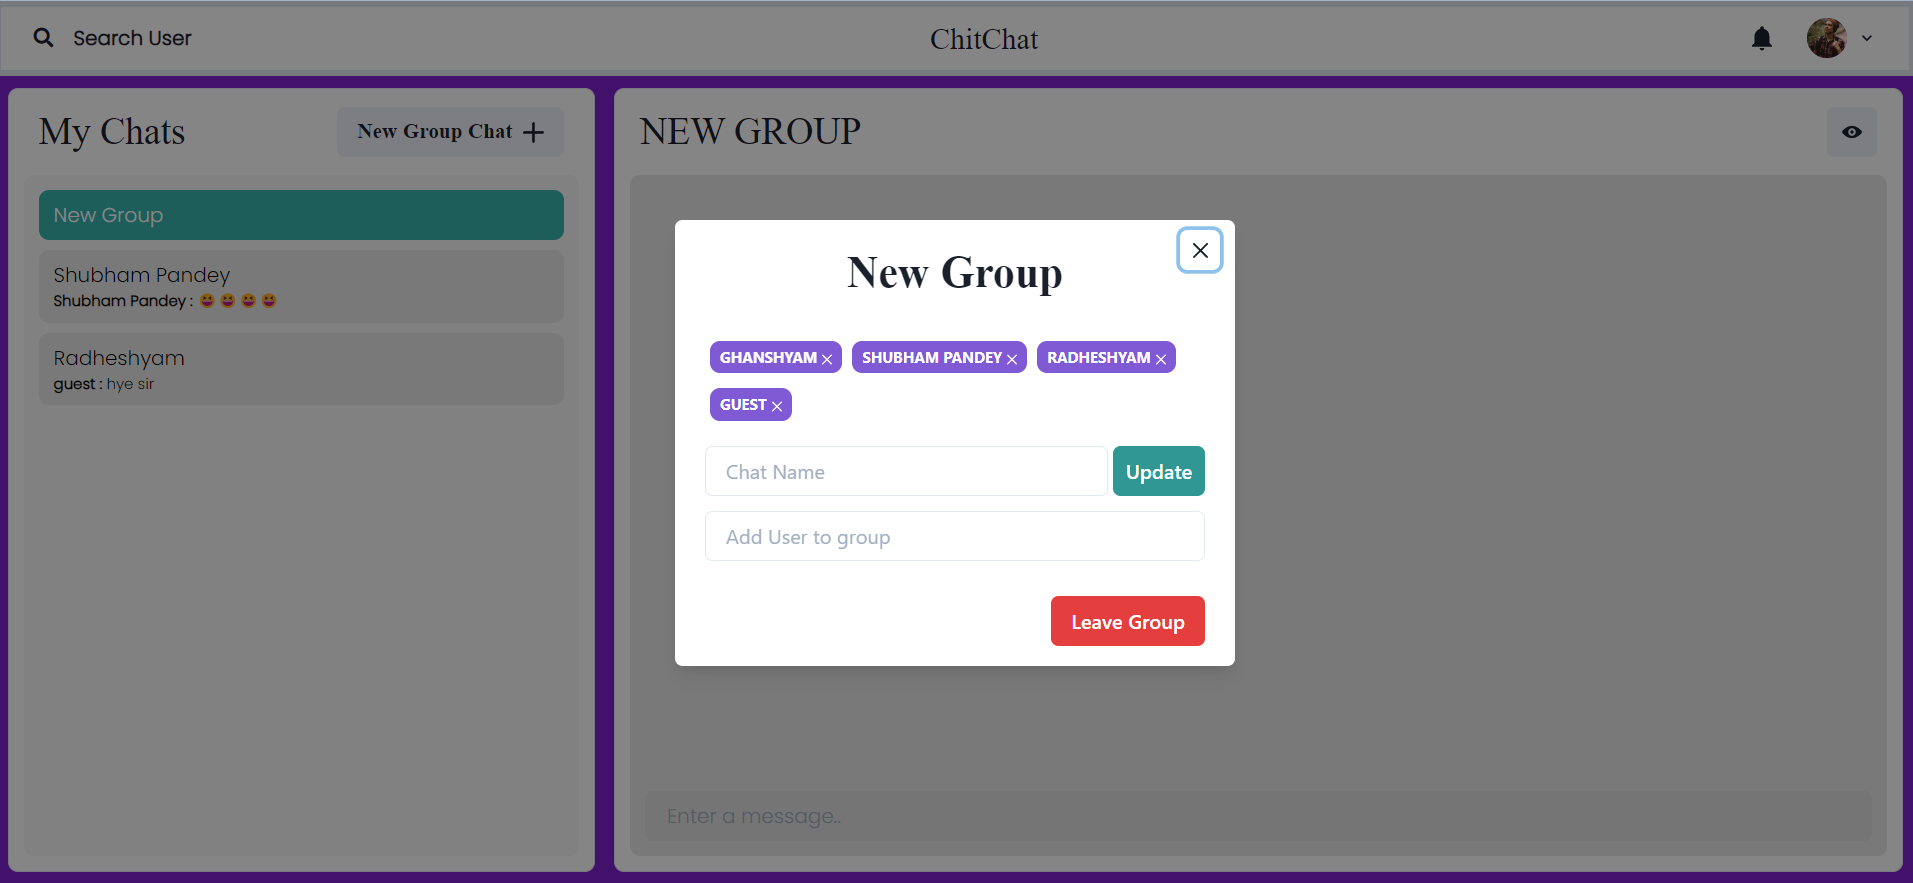 Search User
ChitChat
My Chats
New Group Chat
New Group
Shubham Pandey
Shubham Pandey : 😆 😆 😆 😆
Radheshyam
guest : hye sir
NEW GROUP
New Group
GHANSHYAM
SHUBHAM PANDEY
RADHESHYAM
GUEST
Chat Name
Update
Add User to group
Leave Group
Enter a message..